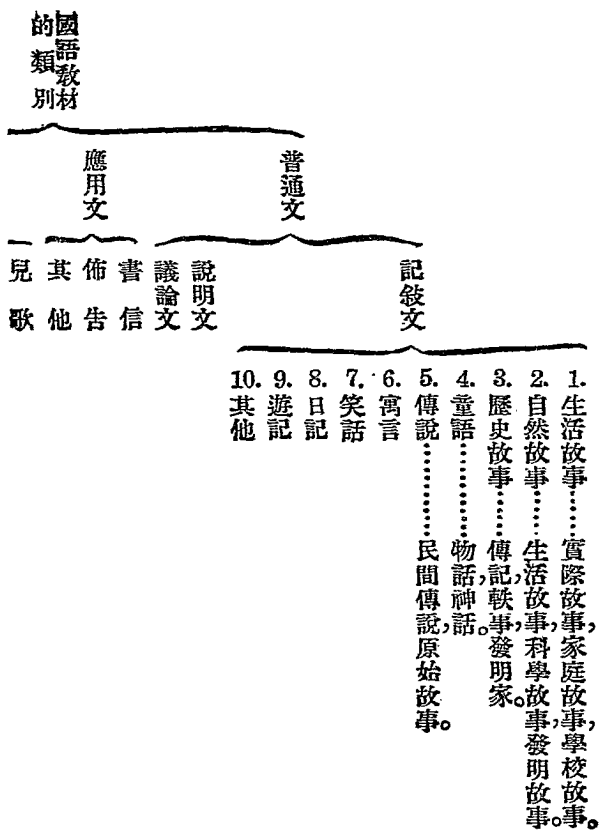 國語教材
的類別
普通文
應用文
記敍文
說明文
議論文
書信
佈告
其他
兒歌
1. 生活故事……實際故事,家庭故事,學校故事。
2. 自然故事……生活故事,科學故事,發明故事。
3. 歷史故事……傳記,軼事,發明家。
4. 童語…………物話,神話。
5. 傳說…………民間傳說,原始故事。
6. 寓言
7. 笑話
8. 日記
9. 遊記
10. 其他